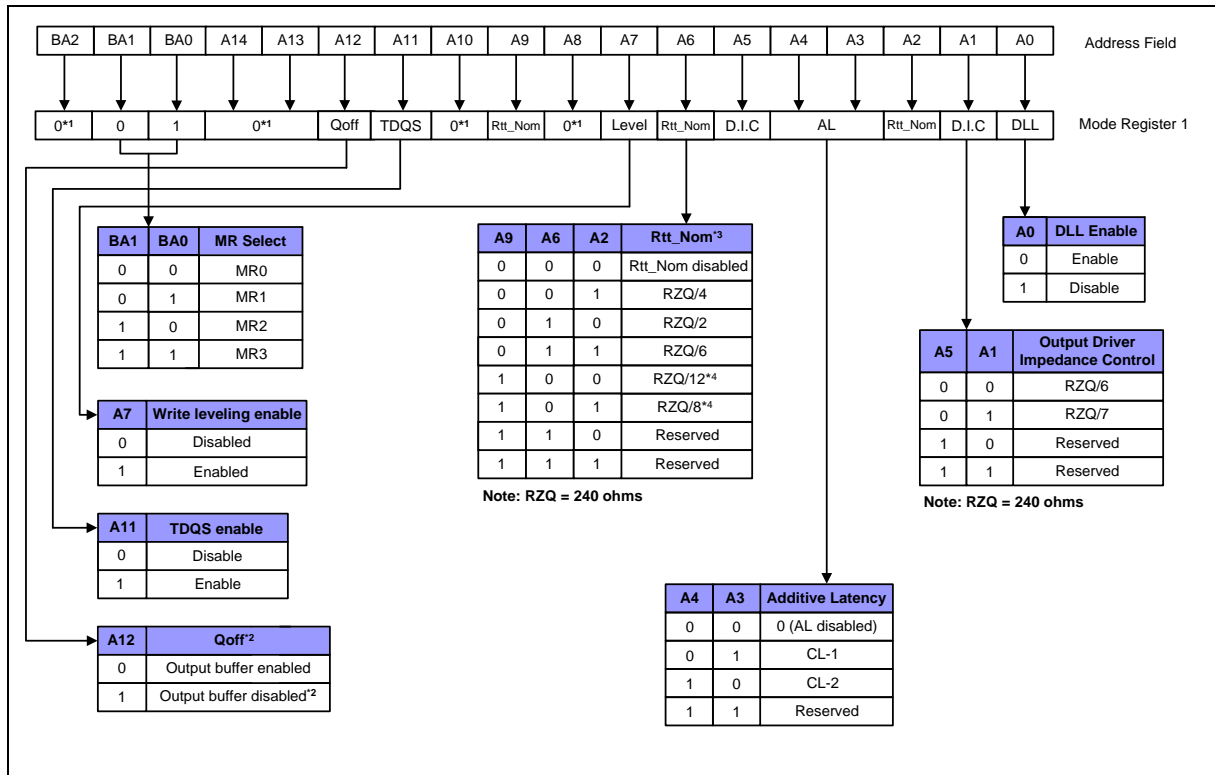 BA2 BA1 BA0 A14 A13 A12 A11 A10 A9 A8 A7 A6 A5 A4 A3 A2 A1 A0 Address Field
0*1 0 1 0*1 Qoff TDQS 0*1 Rtt_Nom 0*1 Level Rtt_Nom D.I.C AL Rtt_Nom D.I.C DLL Mode Register 1
BA1 BA0 MR Select
0 0 MR0
0 1 MR1
1 0 MR2
1 1 MR3
A9 A6 A2 Rtt_Nom*3
0 0 0 Rtt_Nom disabled
0 0 1 RZQ/4
0 1 0 RZQ/2
0 1 1 RZQ/6
1 0 0 RZQ/12*4
1 0 1 RZQ/8*4
1 1 0 Reserved
1 1 1 Reserved
Note: RZQ = 240 ohms
A0 DLL Enable
0 Enable
1 Disable
A5 A1 Output Driver
Impedance Control
0 0 RZQ/6
0 1 RZQ/7
1 0 Reserved
1 1 Reserved
Note: RZQ = 240 ohms
A7 Write leveling enable
0 Disabled
1 Enabled
A11 TDQS enable
0 Disable
1 Enable
A12 Qoff*2
0 Output buffer enabled
1 Output buffer disabled*2
A4 A3 Additive Latency
0 0 0 (AL disabled)
0 1 CL-1
1 0 CL-2
1 1 Reserved